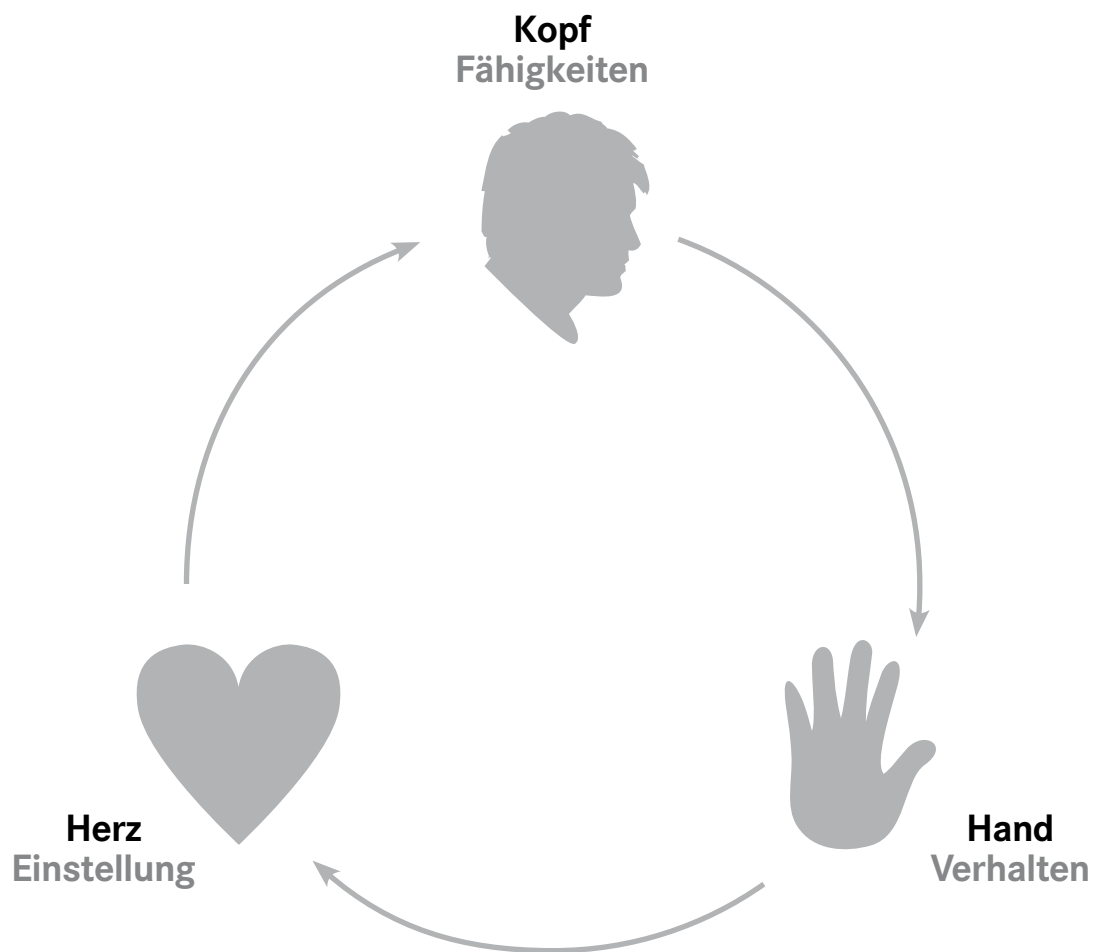 Kopf
Fähigkeiten
Herz
Einstellung
Hand
Verhalten